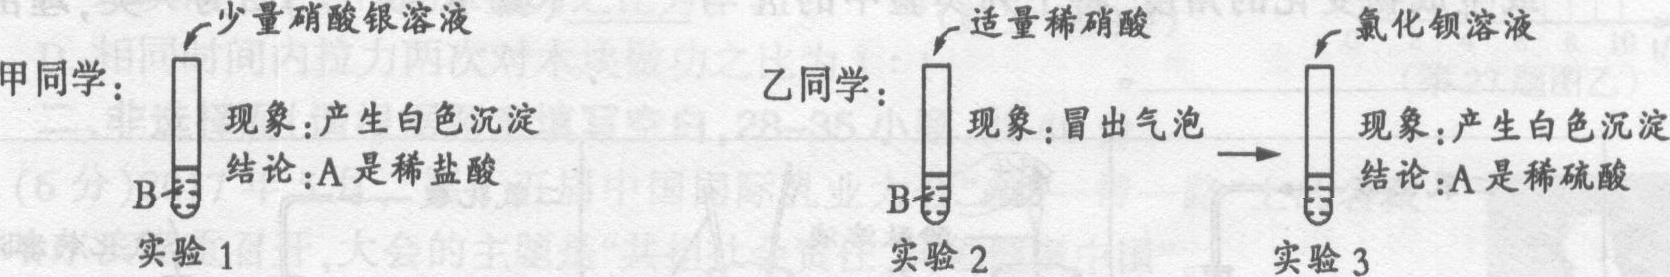 甲同学：
少量硝酸银溶液
现象：产生白色沉淀
结论：A是稀盐酸
B
实验1
乙同学：
适量稀硝酸
现象：冒出气泡
B
实验2
氯化钡溶液
现象：产生白色沉淀
结论：A是稀硫酸
实验3